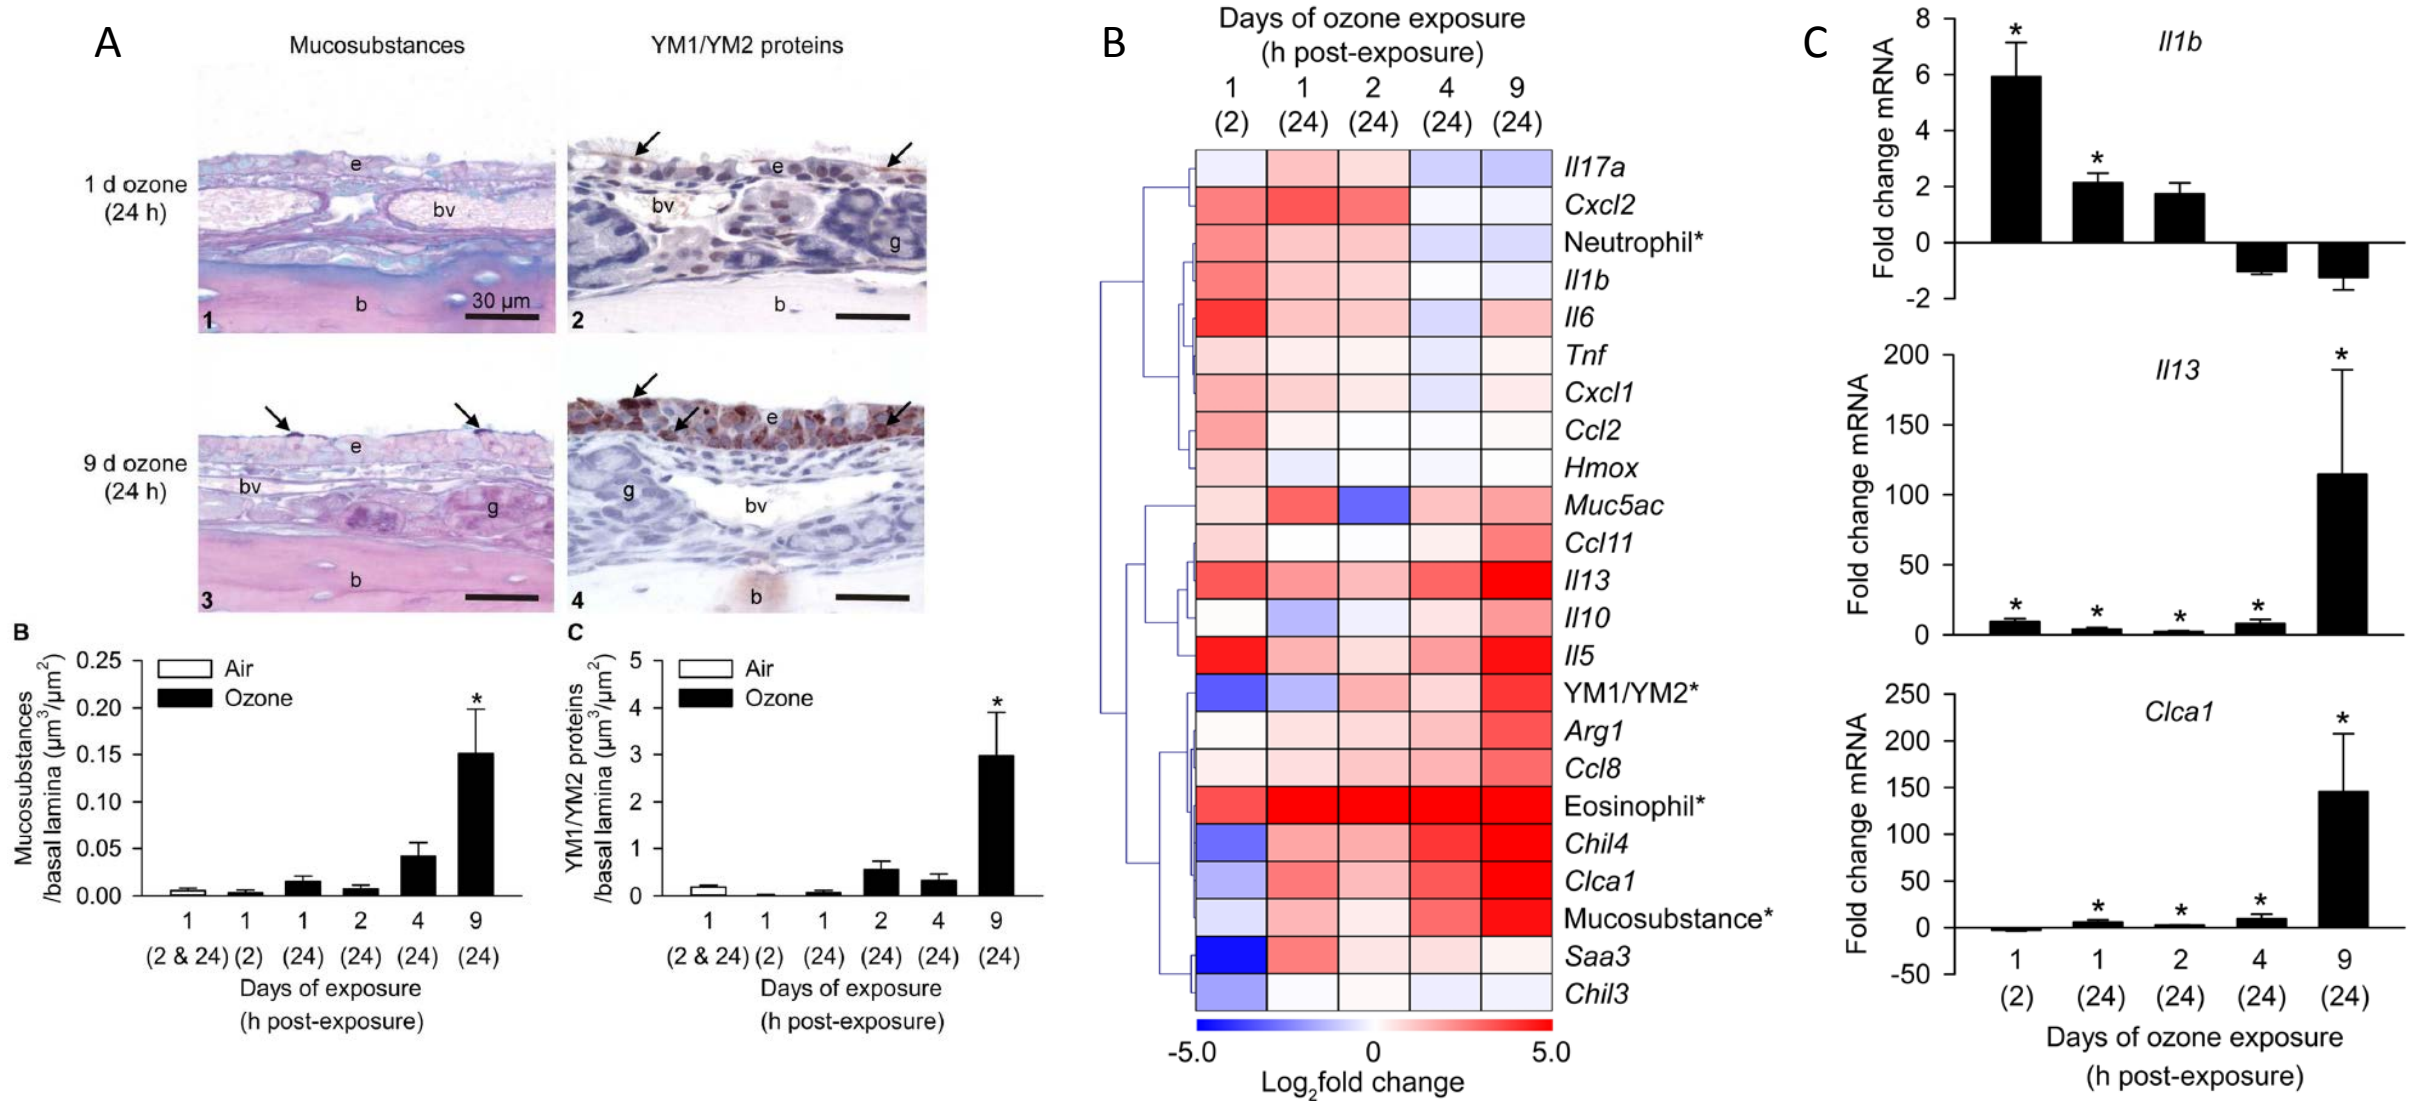 A
Mucosubstances
YM1/YM2 proteins
1 d ozone
(24 h)
e
bv
b
30 µm
1
e
bv
g
b
2
9 d ozone
(24 h)
e
bv
g
b
3
e
g
bv
b
4
B
Mucosubstances
/basal lamina (µm³/µm²)
0.25
0.20
0.15
0.10
0.05
0.00
Air
Ozone
*
1 1 1 2 4 9
(2 & 24) (2) (24) (24) (24) (24)
Days of exposure
(h post-exposure)
C
YM1/YM2 proteins
/basal lamina (µm³/µm²)
5
4
3
2
1
0
Air
Ozone
*
1 1 1 2 4 9
(2 & 24) (2) (24) (24) (24) (24)
Days of exposure
(h post-exposure)
B
Days of ozone exposure
(h post-exposure)
1 1 2 4 9
(2) (24) (24) (24) (24)
Il17a
Cxcl2
Neutrophil*
Il1b
Il6
Tnf
Cxcl1
Ccl2
Hmox
Muc5ac
Ccl11
Il13
Il10
Il5
YM1/YM2*
Arg1
Ccl8
Eosinophil*
Chil4
Clca1
Mucosubstance*
Saa3
Chil3
-5.0 0 5.0
Log₂fold change
C
Fold change mRNA
8
6
4
2
0
-2
Il1b
* *
Fold change mRNA
200
150
100
50
0
Il13
* * * * *
Fold change mRNA
250
200
150
100
50
0
-50
Clca1
* * * *
1 1 2 4 9
(2) (24) (24) (24) (24)
Days of ozone exposure
(h post-exposure)